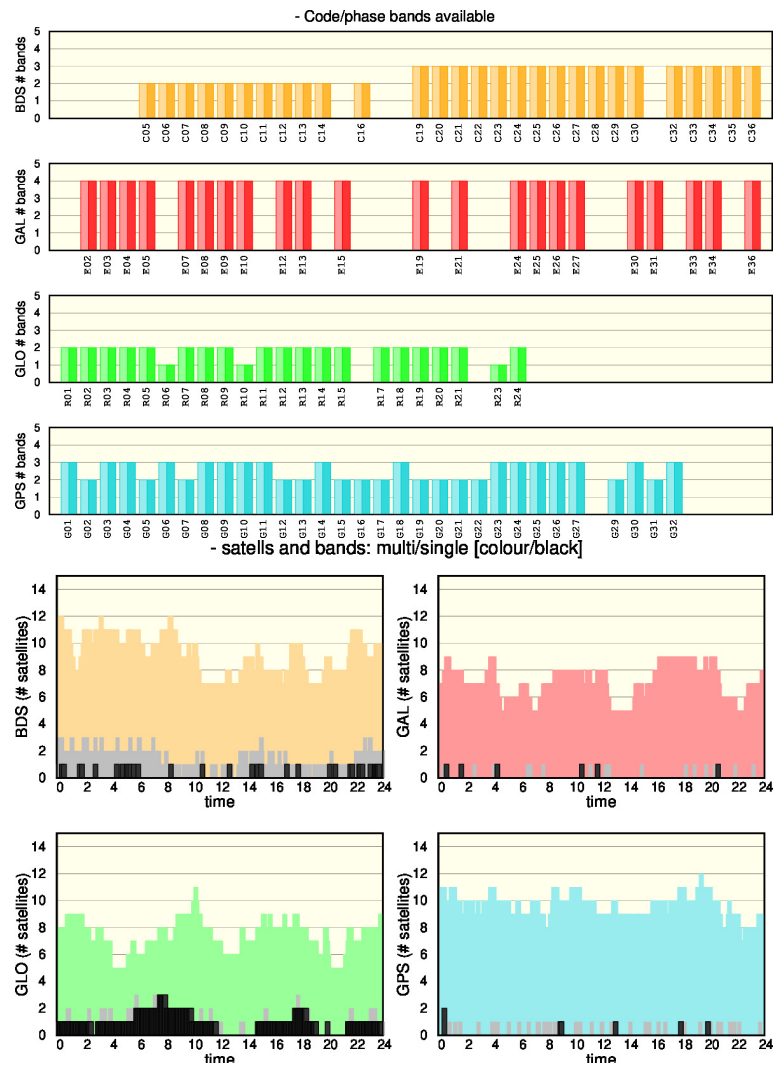 - Code/phase bands available
BDS # bands
5
4
3
2
1
0
C05 C06 C07 C08 C09 C10 C11 C12 C13 C14 C16 C19 C20 C21 C22 C23 C24 C25 C26 C27 C28 C29 C30 C32 C33 C34 C35 C36
GAL # bands
5
4
3
2
1
0
E02 E03 E04 E05 E07 E08 E09 E10 E12 E13 E15 E19 E21 E24 E25 E26 E27 E30 E31 E33 E34 E36
GLO # bands
5
4
3
2
1
0
R01 R02 R03 R04 R05 R06 R07 R08 R09 R10 R11 R12 R13 R14 R15 R17 R18 R19 R20 R21 R23 R24
GPS # bands
5
4
3
2
1
0
G01 G02 G03 G04 G05 G06 G07 G08 G09 G10 G11 G12 G13 G14 G15 G16 G17 G18 G19 G20 G21 G22 G23 G24 G25 G26 G27 G29 G30 G31 G32
- satells and bands: multi/single [colour/black]
BDS (# satellites)
14
12
10
8
6
4
2
0
0 2 4 6 8 10 12 14 16 18 20 22 24
time
GAL (# satellites)
14
12
10
8
6
4
2
0
0 2 4 6 8 10 12 14 16 18 20 22 24
time
GLO (# satellites)
14
12
10
8
6
4
2
0
0 2 4 6 8 10 12 14 16 18 20 22 24
time
GPS (# satellites)
14
12
10
8
6
4
2
0
0 2 4 6 8 10 12 14 16 18 20 22 24
time